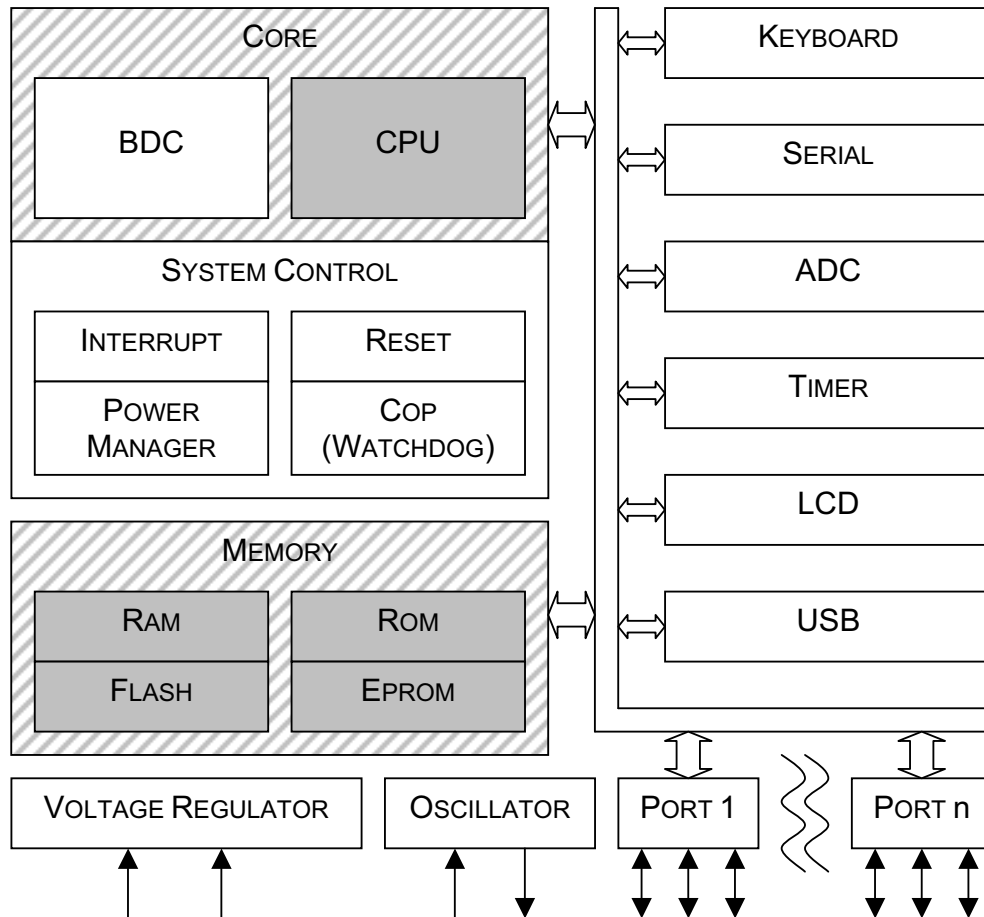 CORE
BDC
CPU
SYSTEM CONTROL
INTERRUPT
RESET
POWER
MANAGER
COP
(WATCHDOG)
MEMORY
RAM
ROM
FLASH
EPROM
VOLTAGE REGULATOR
OSCILLATOR
KEYBOARD
SERIAL
ADC
TIMER
LCD
USB
PORT 1
PORT n